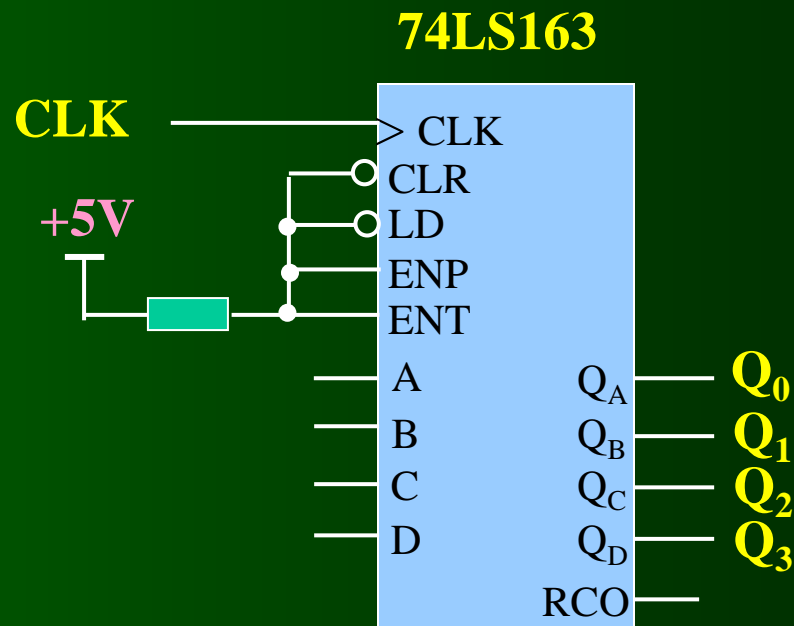 74LS163
CLK
CLK
CLR
+5V
LD
ENP
ENT
A
QA
Q0
B
QB
Q1
C
QC
Q2
D
QD
Q3
RCO